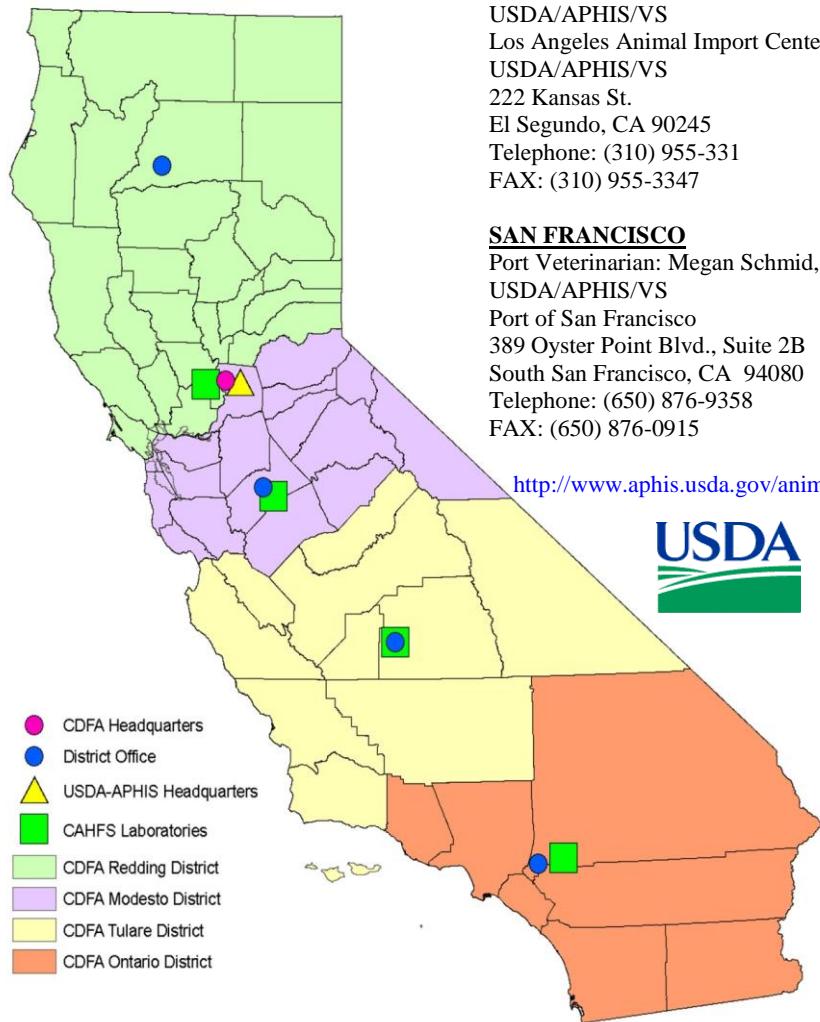 USDA/APHIS/VS
Los Angeles Animal Import Cente
USDA/APHIS/VS
222 Kansas St.
El Segundo, CA 90245
Telephone: (310) 955-331
FAX: (310) 955-3347
SAN FRANCISCO
Port Veterinarian: Megan Schmid,
USDA/APHIS/VS
Port of San Francisco
389 Oyster Point Blvd., Suite 2B
South San Francisco, CA 94080
Telephone: (650) 876-9358
FAX: (650) 876-0915
http://www.aphis.usda.gov/anim
USDA
CDFA Headquarters
District Office
USDA-APHIS Headquarters
CAHFS Laboratories
CDFA Redding District
CDFA Modesto District
CDFA Tulare District
CDFA Ontario District